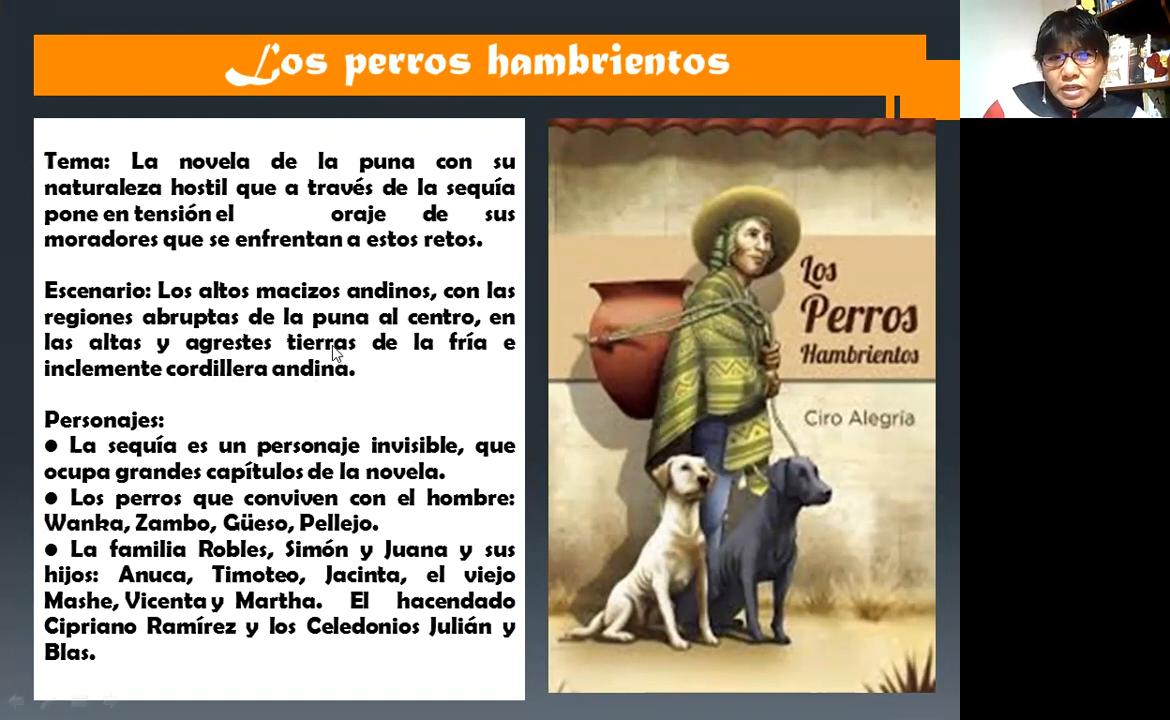 Los perros hambrientos
Tema: La novela de la puna con su
naturaleza hostil que a través de la sequía
pone en tensión el oraje de sus
moradores que se enfrentan a estos retos.
Escenario: Los altos macizos andinos, con las
regiones abruptas de la puna al centro, en
las altas y agrestes tierras de la fría e
inclemente cordillera andina.
Personajes:
● La sequía es un personaje invisible, que
ocupa grandes capítulos de la novela.
● Los perros que conviven con el hombre:
Wanka, Zambo, Güeso, Pellejo.
● La familia Robles, Simón y Juana y sus
hijos: Anuca, Timoteo, Jacinta, el viejo
Mashe, Vicenta y Martha. El hacendado
Cipriano Ramírez y los Celedonios Julián y
Blas.
Los
Perros
Hambrientos
Ciro Alegría